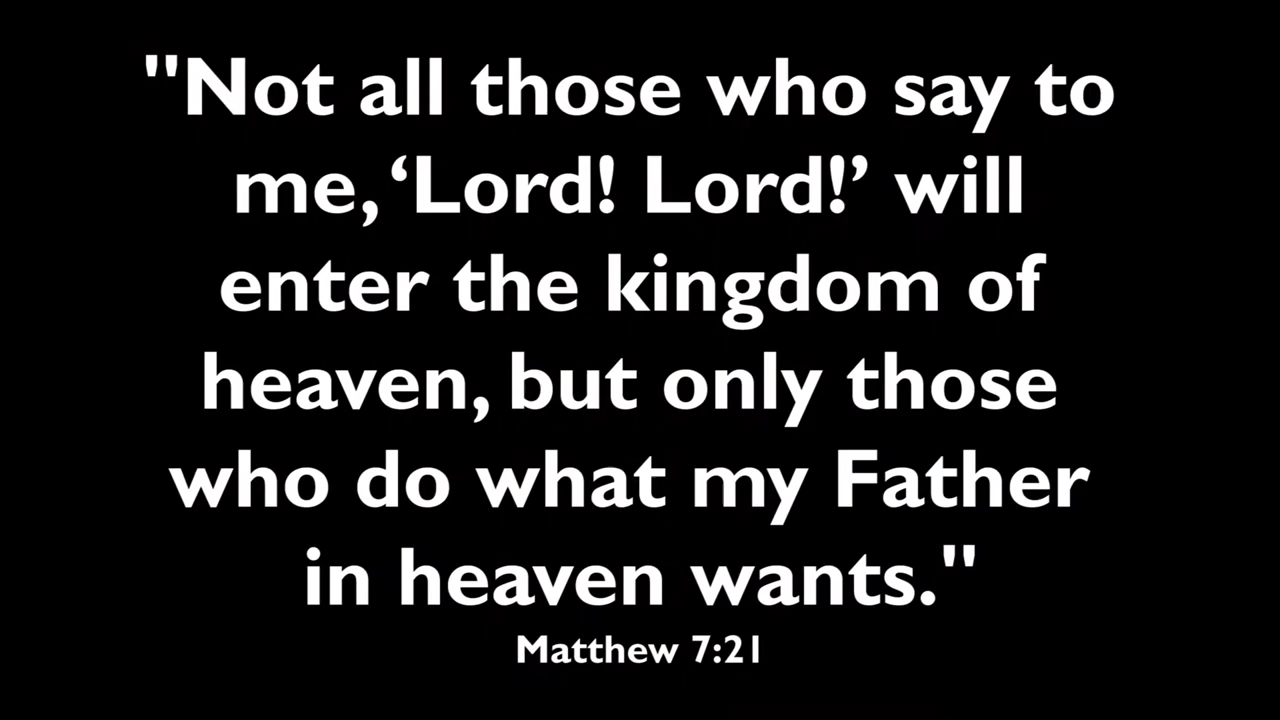 "Not all those who say to
me, ‘Lord! Lord!’ will
enter the kingdom of
heaven, but only those
who do what my Father
in heaven wants."
Matthew 7:21